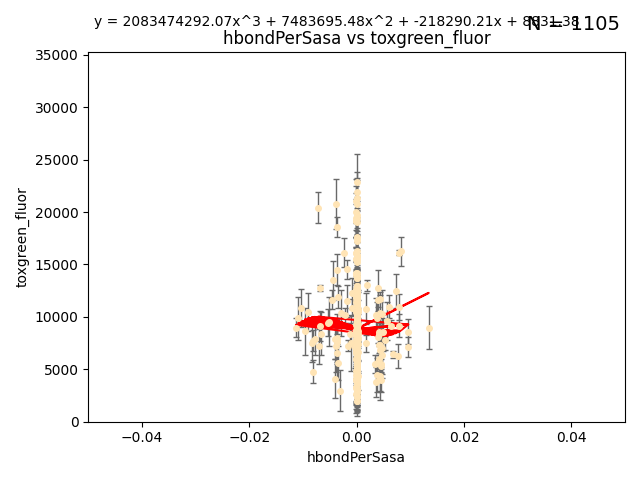 y = 2083474292.07x^3 + 7483695.48x^2 + -218290.21x +
N = 1105
hbondPerSasa vs toxgreen_fluor
35000
30000
25000
20000
15000
10000
5000
0
toxgreen_fluor
−0.04
−0.02
0.00
0.02
0.04
hbondPerSasa